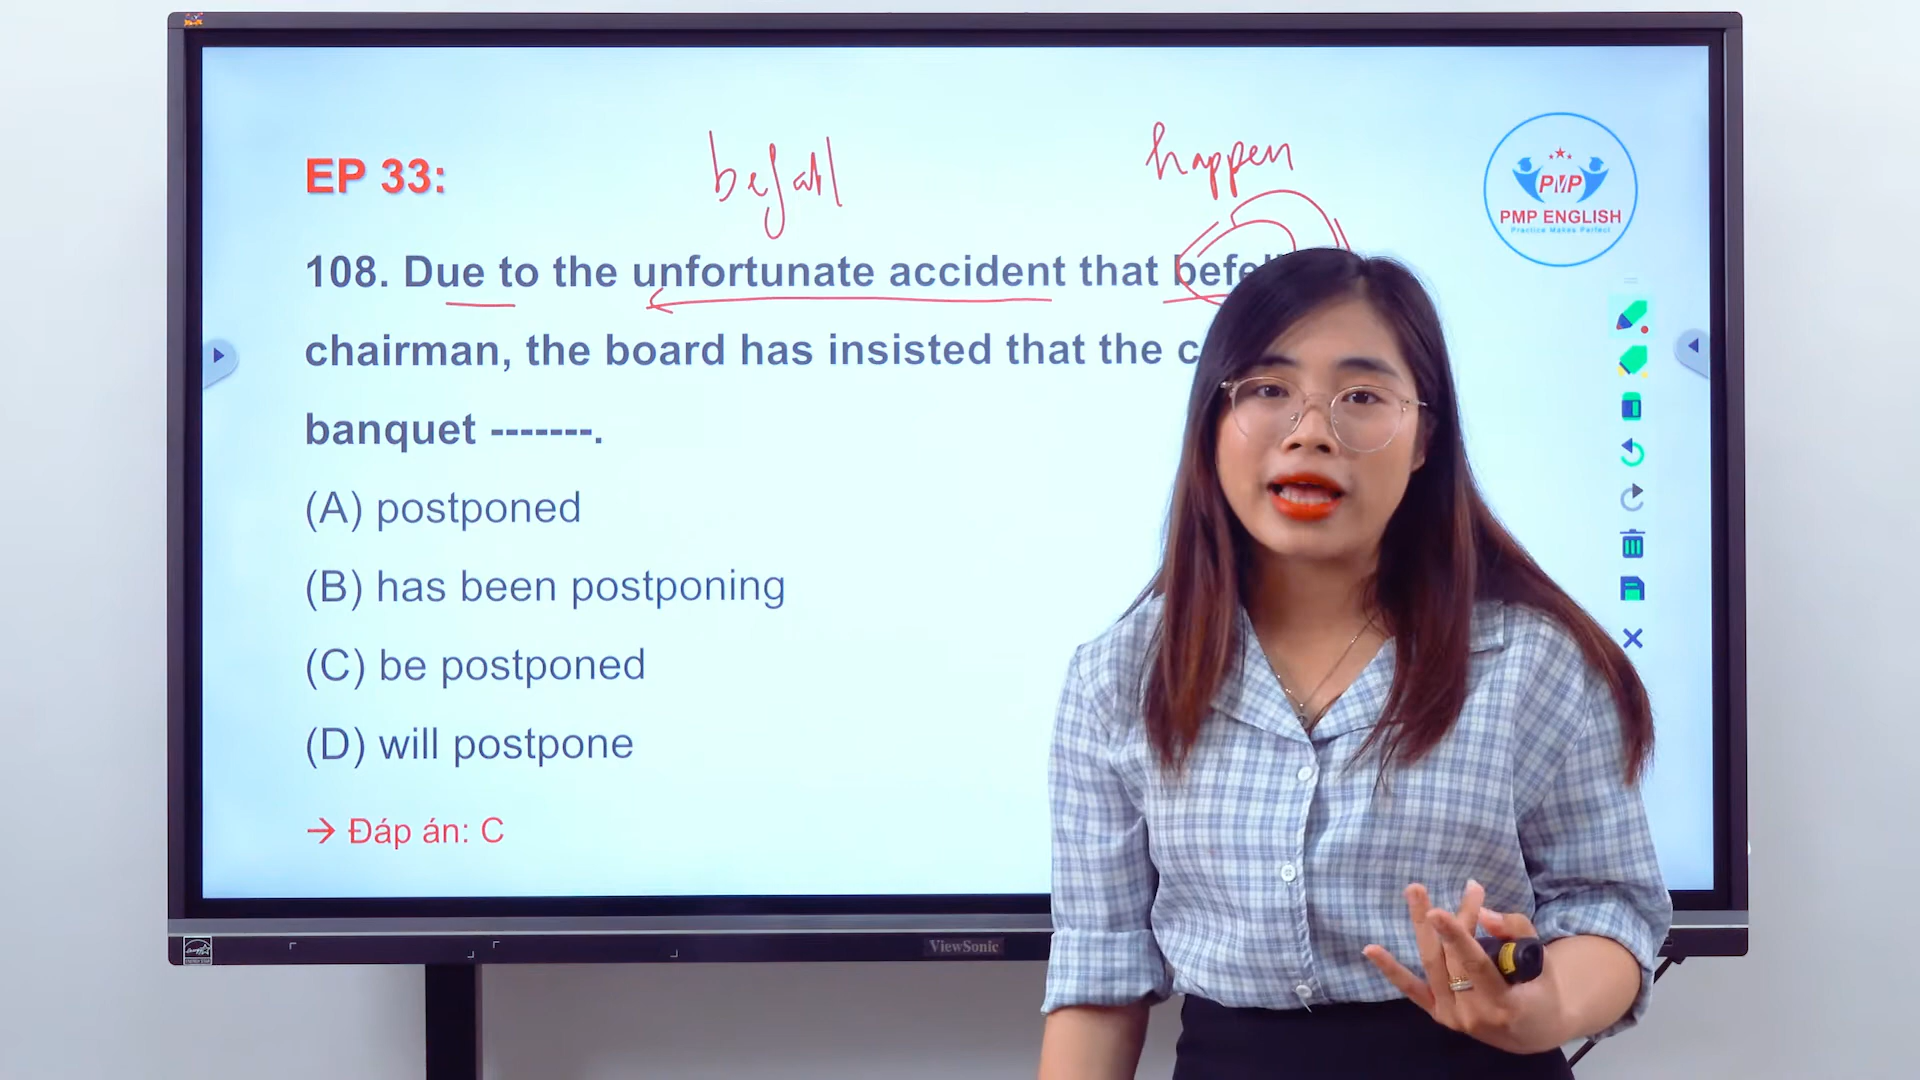 EP 33:
befall
happen
PMP
PMP ENGLISH
Practice Makes Perfect
108. Due to the unfortunate accident that
chairman, the board has insisted that the
banquet -------.
(A) postponed
(B) has been postponing
(C) be postponed
(D) will postpone
→ Đáp án: C
ViewSonic